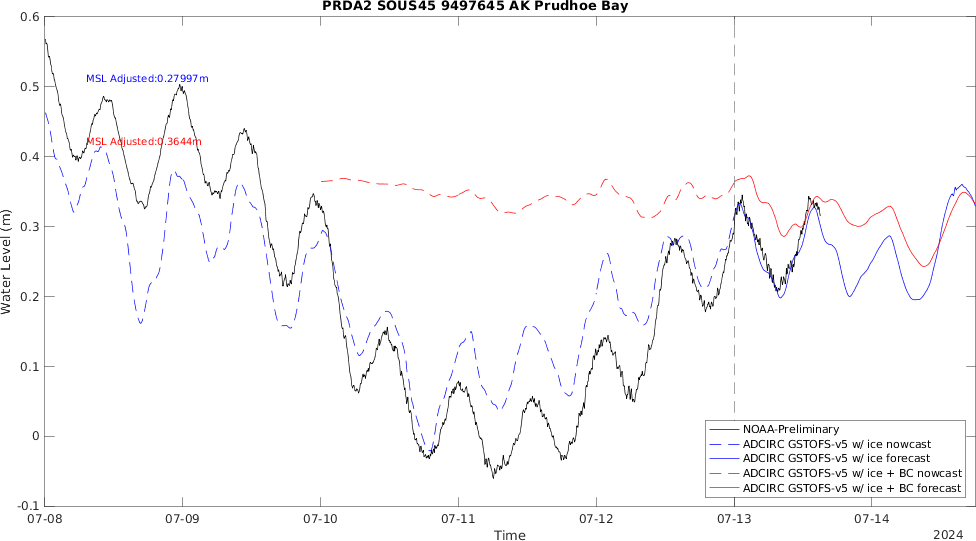 PRDA2 SOUS45 9497645 AK Prudhoe Bay
0.6
0.5
0.4
0.3
0.2
0.1
0
-0.1
Water Level (m)
MSL Adjusted:0.27997m
MSL Adjusted:0.3644m
NOAA-Preliminary
ADCIRC GSTOFS-v5 w/ ice nowcast
ADCIRC GSTOFS-v5 w/ ice forecast
ADCIRC GSTOFS-v5 w/ ice + BC nowcast
ADCIRC GSTOFS-v5 w/ ice + BC forecast
07-08 07-09 07-10 07-11 07-12 07-13 07-14
Time
2024